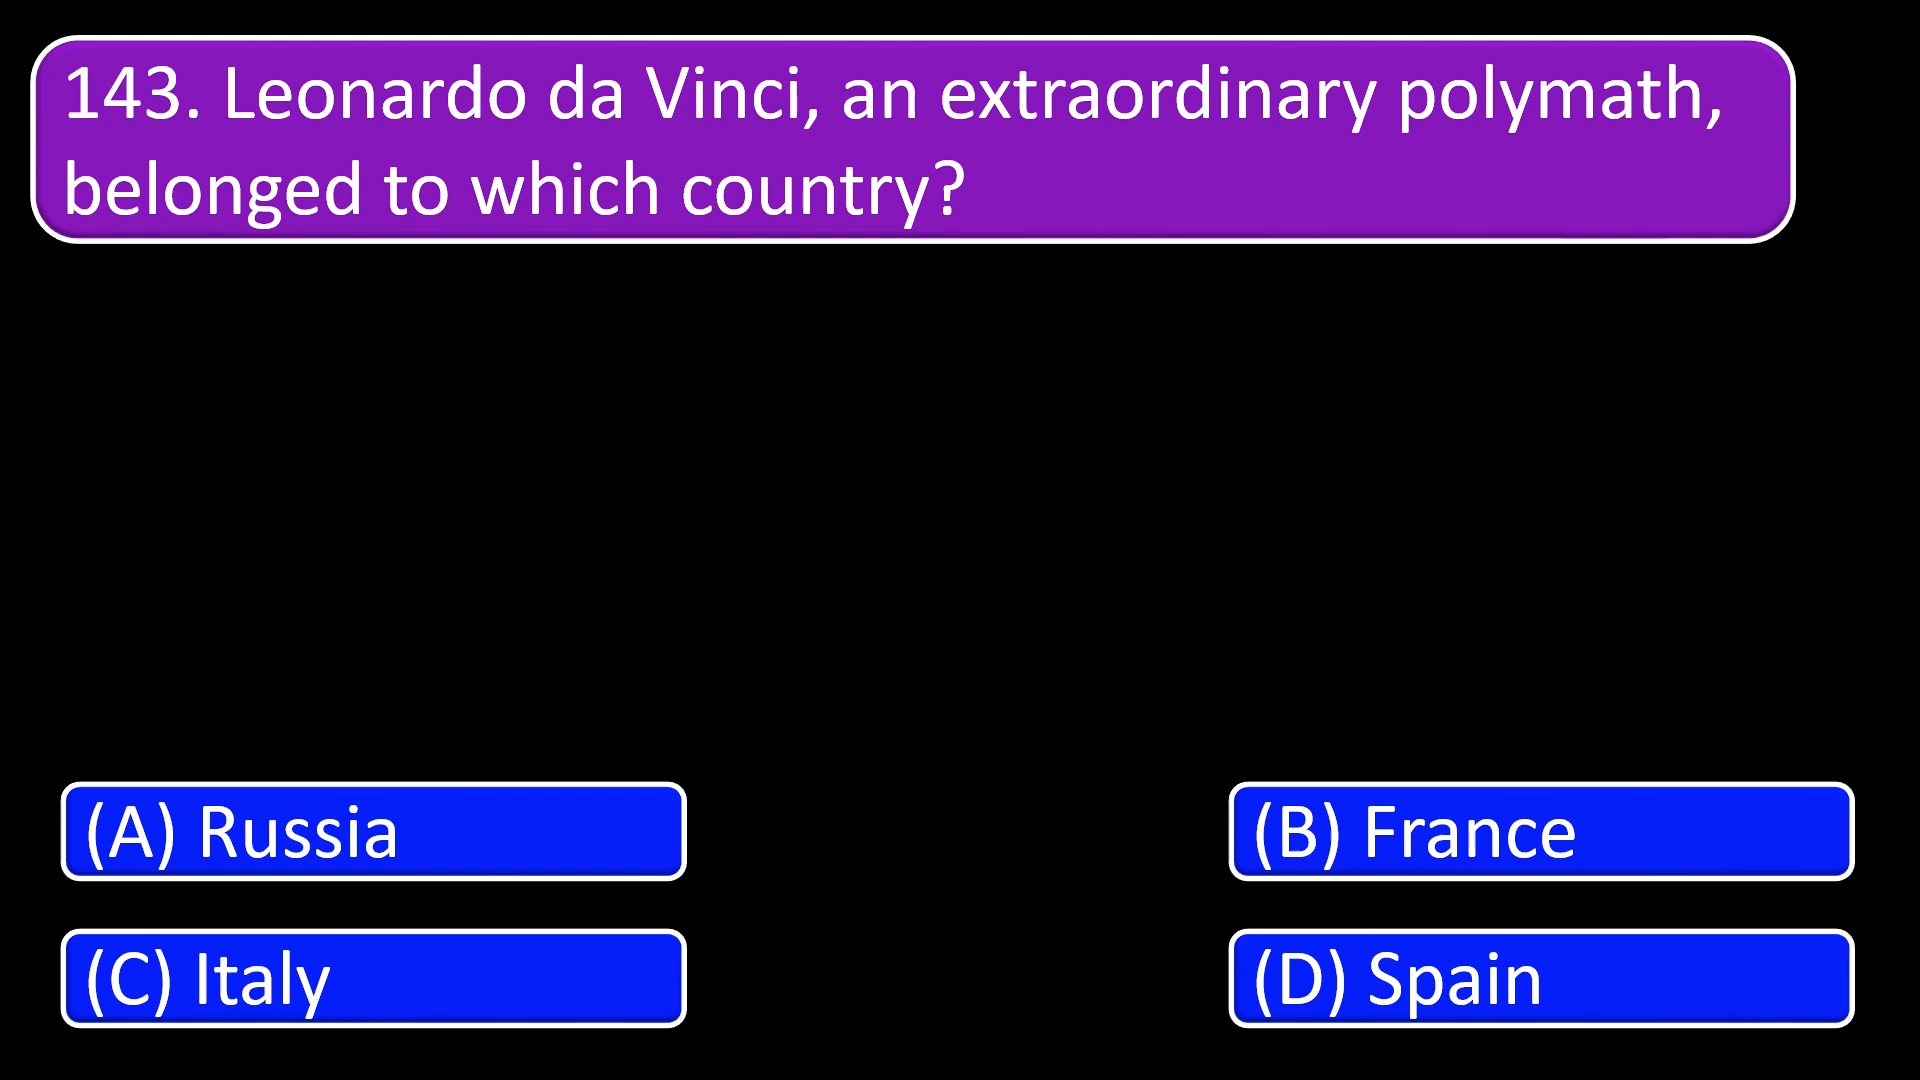 143. Leonardo da Vinci, an extraordinary polymath,
belonged to which country?
(A) Russia
(B) France
(C) Italy
(D) Spain